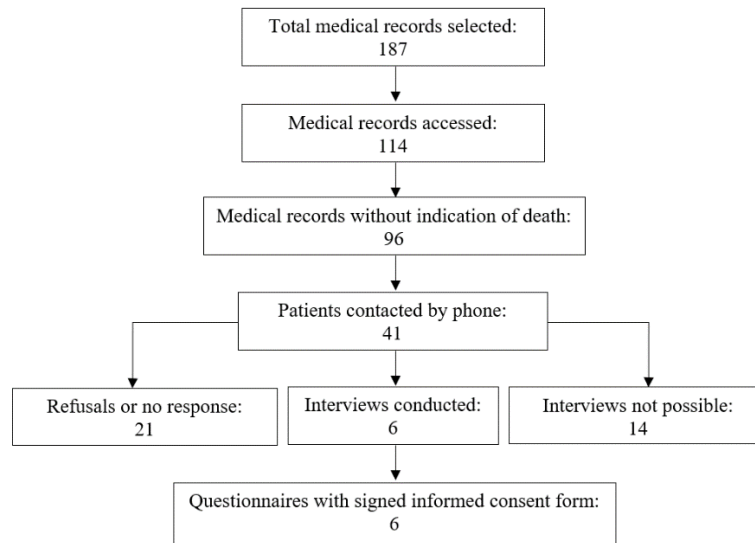 Total medical records selected:
187
Medical records accessed:
114
Medical records without indication of death:
96
Patients contacted by phone:
41
Refusals or no response:
21
Interviews conducted:
6
Interviews not possible:
14
Questionnaires with signed informed consent form:
6